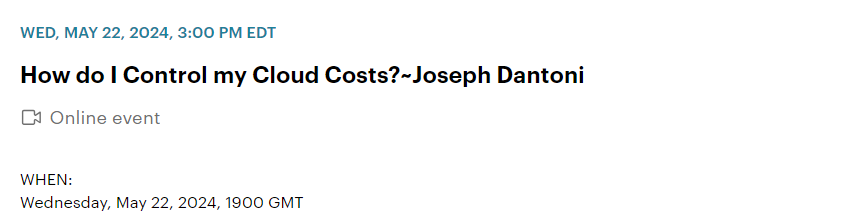 WED, MAY 22, 2024, 3:00 PM EDT
How do I Control my Cloud Costs?~Joseph Dantoni
Online event
WHEN:
Wednesday, May 22, 2024, 1900 GMT